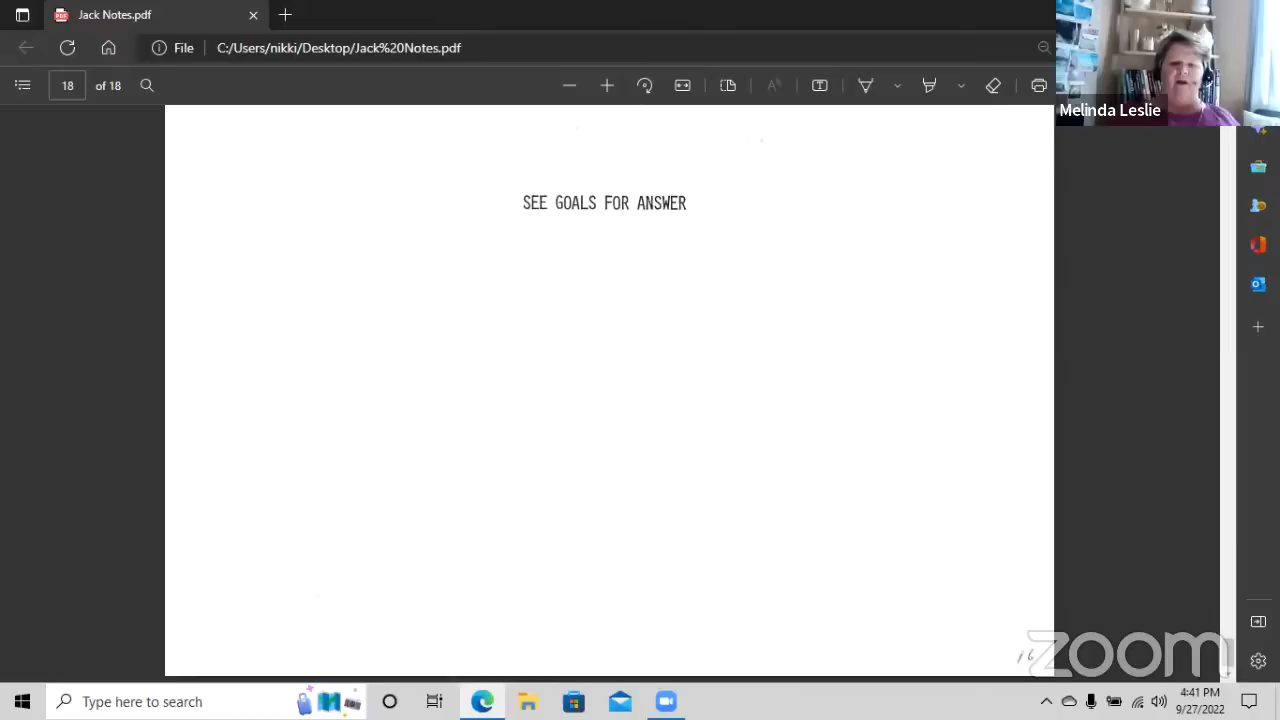 Jack Notes.pdf
File
C:/Users/nikki/Desktop/Jack%20Notes.pdf
18
of 18
Melinda Leslie
SEE GOALS FOR ANSWER
16
zoom
Type here to search
4:41 PM
9/27/2022